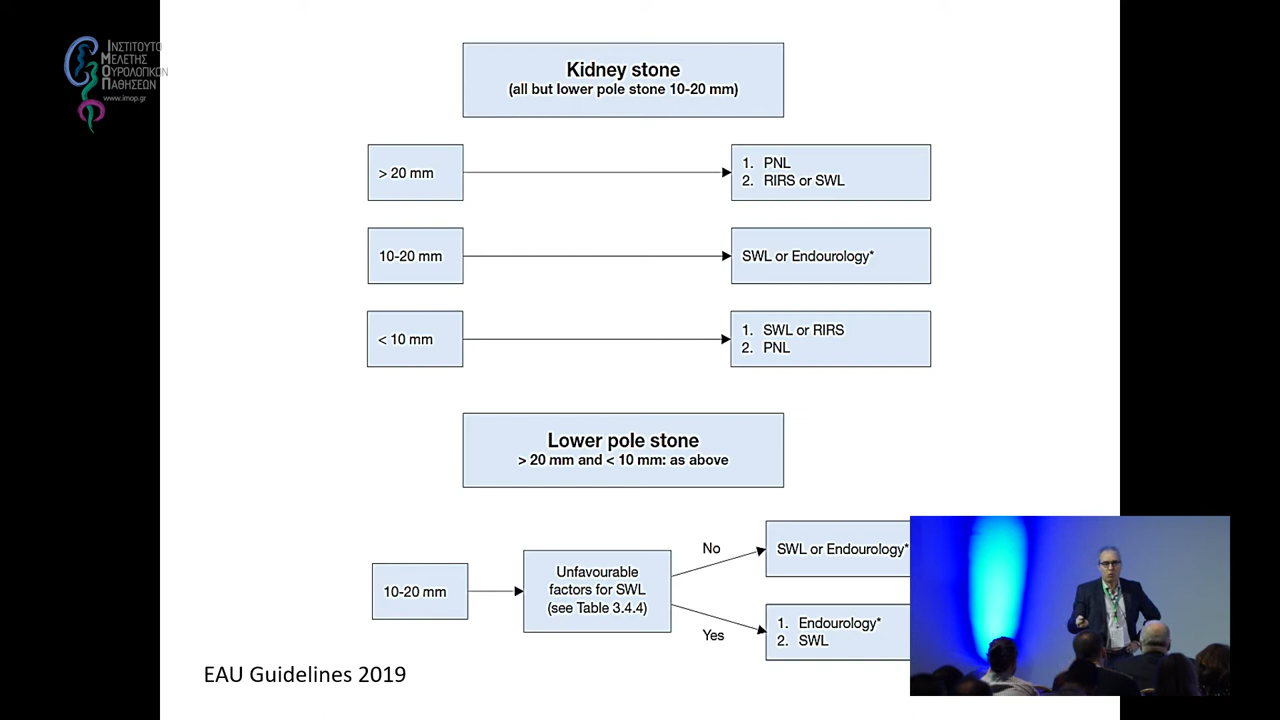 ΙΝΣΤΙΤΟΥΤΟ
ΜΕΛΕΤΗΣ
ΟΥΡΟΛΟΓΙΚΩΝ
ΠΑΘΗΣΕΩΝ
www.imop.gr
Kidney stone
(all but lower pole stone 10-20 mm)
> 20 mm
1. PNL
2. RIRS or SWL
10-20 mm
SWL or Endourology*
< 10 mm
1. SWL or RIRS
2. PNL
Lower pole stone
> 20 mm and < 10 mm: as above
10-20 mm
Unfavourable
factors for SWL
(see Table 3.4.4)
No
SWL or Endourology*
Yes
1. Endourology*
2. SWL
EAU Guidelines 2019